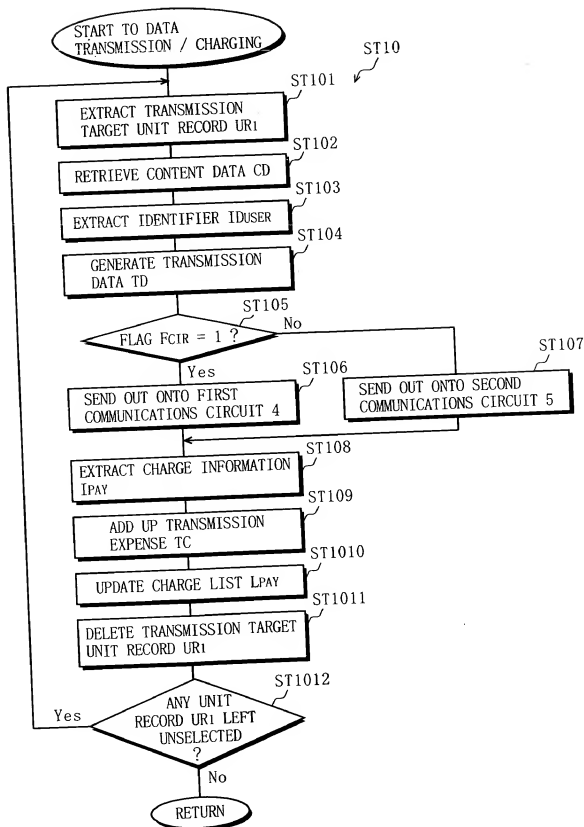 START TO DATA
TRANSMISSION / CHARGING
ST10
ST101
EXTRACT TRANSMISSION
TARGET UNIT RECORD UR1
ST102
RETRIEVE CONTENT DATA CD
ST103
EXTRACT IDENTIFIER IDUSER
ST104
GENERATE TRANSMISSION
DATA TD
ST105
FLAG FCIR = 1 ?
No
Yes
ST106
SEND OUT ONTO FIRST
COMMUNICATIONS CIRCUIT 4
ST107
SEND OUT ONTO SECOND
COMMUNICATIONS CIRCUIT 5
ST108
EXTRACT CHARGE INFORMATION
IPAY
ST109
ADD UP TRANSMISSION
EXPENSE TC
ST1010
UPDATE CHARGE LIST LPAY
ST1011
DELETE TRANSMISSION TARGET
UNIT RECORD UR1
ST1012
Yes
ANY UNIT
RECORD UR1 LEFT
UNSELECTED
?
No
RETURN